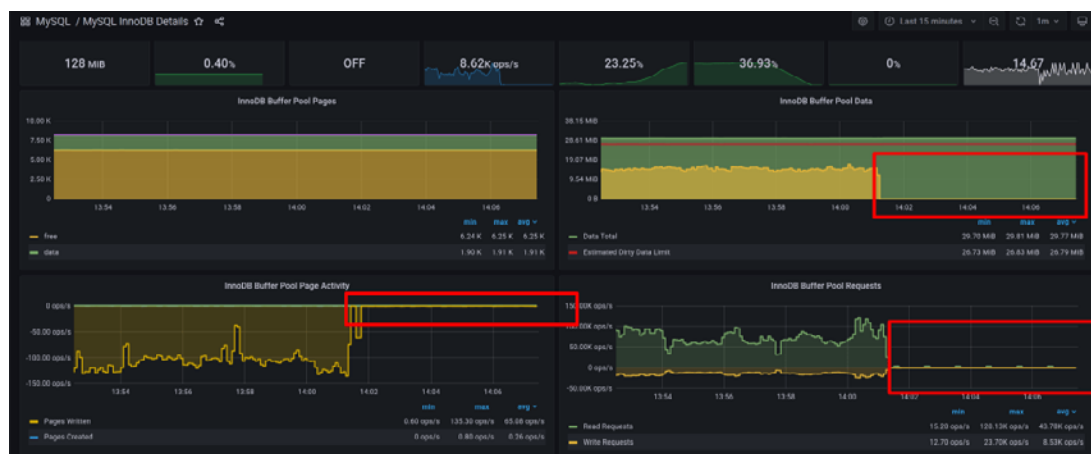 MySQL / MySQL InnoDB Details
Last 15 minutes
1m
128 MiB
0.40%
OFF
8.62K ops/s
23.25%
36.93%
0%
14.67
InnoDB Buffer Pool Pages
10.00 K
7.50 K
5.00 K
2.50 K
0
13:54 13:56 13:58 14:00 14:02 14:04 14:06
min max avg
free 6.24 K 6.25 K 6.25 K
data 1.90 K 1.91 K 1.91 K
InnoDB Buffer Pool Data
38.15 MiB
28.61 MiB
19.07 MiB
9.54 MiB
0 B
13:54 13:56 13:58 14:00 14:02 14:04 14:06
min max avg
Data Total 29.70 MiB 29.81 MiB 29.77 MiB
Estimated Dirty Data Limit 26.73 MiB 26.83 MiB 26.79 MiB
InnoDB Buffer Pool Page Activity
0 ops/s
-50.00 ops/s
-100.00 ops/s
-150.00 ops/s
13:54 13:56 13:58 14:00 14:02 14:04 14:06
min max avg
Pages Written 0.60 ops/s 135.30 ops/s 65.08 ops/s
Pages Created 0 ops/s 0.80 ops/s 0.26 ops/s
InnoDB Buffer Pool Requests
150.00K ops/s
100.00K ops/s
50.00K ops/s
0 ops/s
-50.00K ops/s
13:54 13:56 13:58 14:00 14:02 14:04 14:06
min max avg
Read Requests 15.20 ops/s 120.13K ops/s 43.78K ops/s
Write Requests 12.70 ops/s 23.70K ops/s 8.53K ops/s